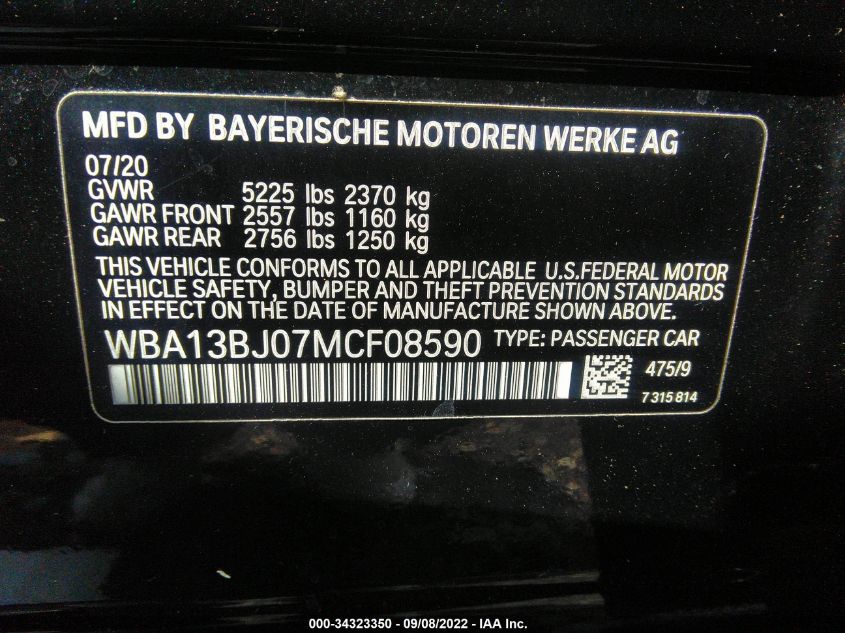 MFD BY BAYERISCHE MOTOREN WERKE AG
07/20
GVWR 5225 lbs 2370 kg
GAWR FRONT 2557 lbs 1160 kg
GAWR REAR 2756 lbs 1250 kg
THIS VEHICLE CONFORMS TO ALL APPLICABLE U.S.FEDERAL MOTOR
VEHICLE SAFETY, BUMPER AND THEFT PREVENTION STANDARDS
IN EFFECT ON THE DATE OF MANUFACTURE SHOWN ABOVE.
WBA13BJ07MCF08590 TYPE: PASSENGER CAR
475/9
7 315 814
000-34323350 - 09/08/2022 - IAA Inc.